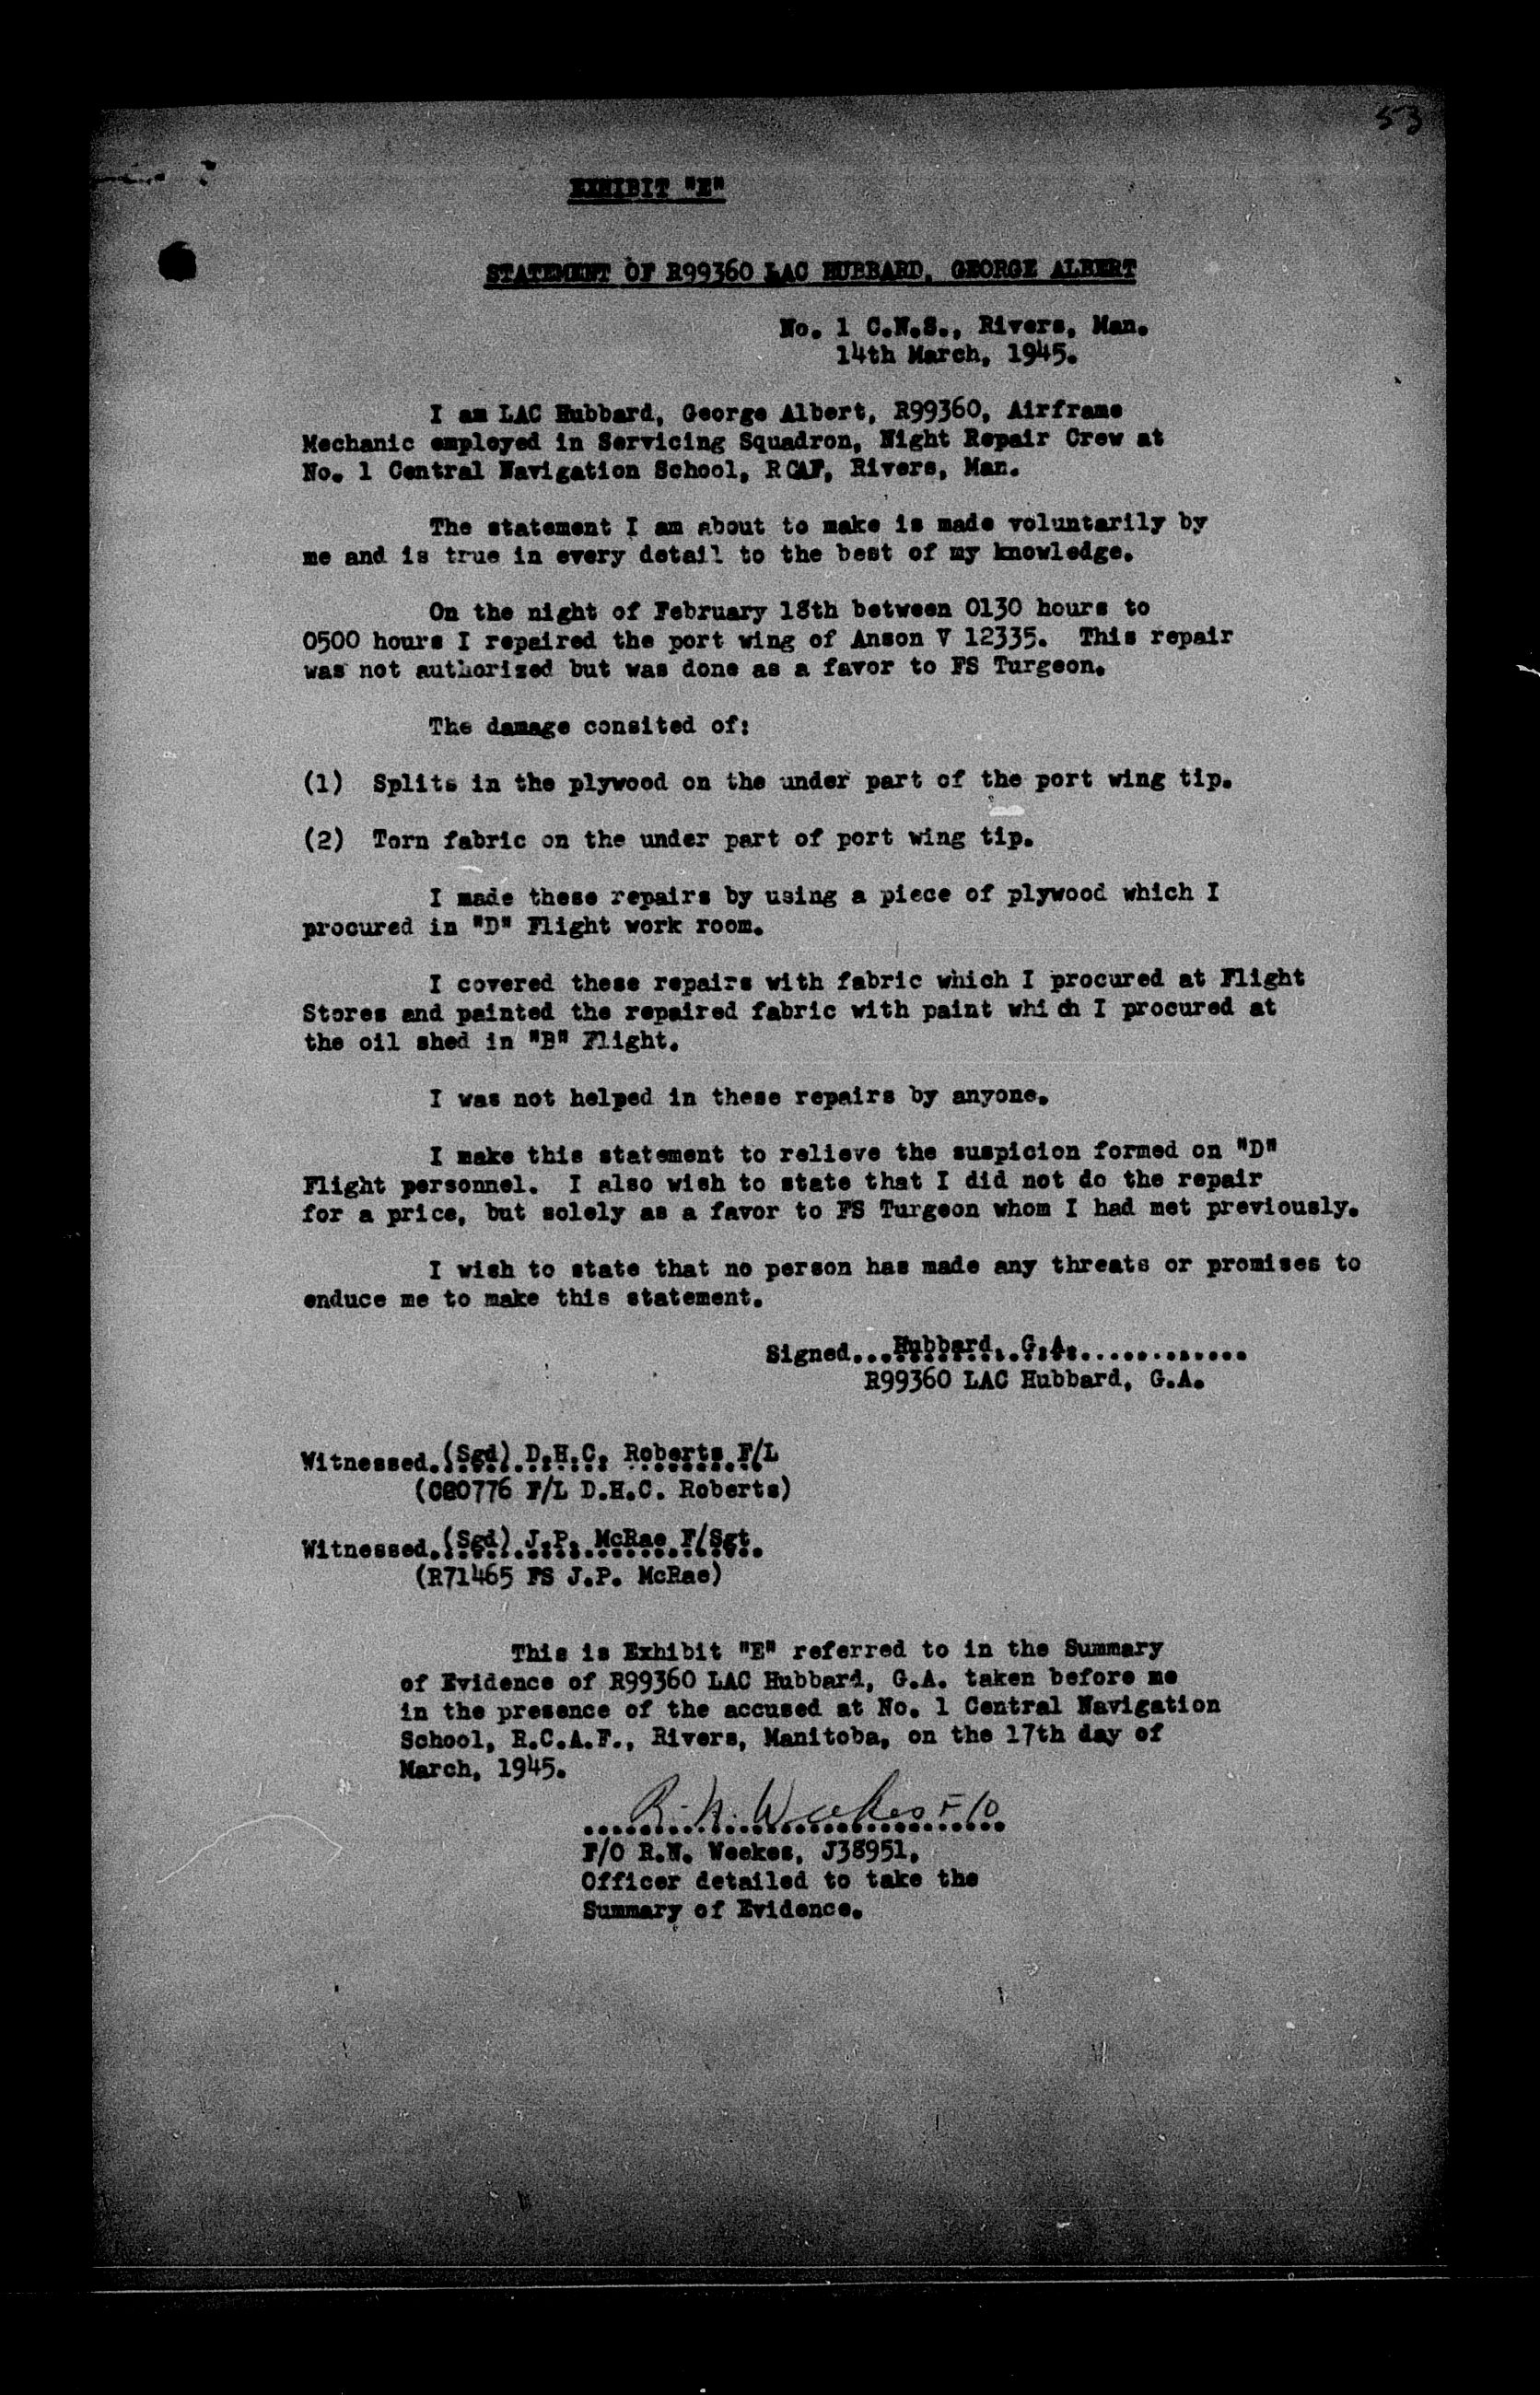 53
EXHIBIT "E"
STATEMENT OF R99360 LAC HUBBARD, GEORGE ALBERT
No. 1 C.N.S., Rivers, Man.
14th March, 1945.
I am LAC Hubbard, George Albert, R99360, Airframe
Mechanic employed in Servicing Squadron, Night Repair Crew at
No. 1 Central Navigation School, RCAF, Rivers, Man.
The statement I am about to make is made voluntarily by
me and is true in every detail to the best of my knowledge.
On the night of February 18th between 0130 hours to
0500 hours I repaired the port wing of Anson V 12335. This repair
was not authorized but was done as a favor to FS Turgeon.
The damage consited of:
(1) Splits in the plywood on the under part of the port wing tip.
(2) Torn fabric on the under part of port wing tip.
I made these repairs by using a piece of plywood which I
procured in "D" Flight work room.
I covered these repairs with fabric which I procured at Flight
Stores and painted the repaired fabric with paint which I procured at
the oil shed in "B" Flight.
I was not helped in these repairs by anyone.
I make this statement to relieve the suspicion formed on "D"
Flight personnel. I also wish to state that I did not do the repair
for a price, but solely as a favor to FS Turgeon whom I had met previously.
I wish to state that no person has made any threats or promises to
enduce me to make this statement.
Signed...Hubbard, G.A.............
R99360 LAC Hubbard, G.A.
Witnessed.(Sgd) D.H.C. Roberts F/L
( F/L D.H.C. Roberts)
Witnessed.(Sgd) J.P. McRae F/Sgt.
(R71465 FS J.P. McRae)
This is Exhibit "E" referred to in the Summary
of Evidence of R99360 LAC Hubbard, G.A. taken before me
in the presence of the accused at No. 1 Central Navigation
School, R.C.A.F., Rivers, Manitoba, on the 17th day of
March, 1945.
R.N. Weekes F/O
F/O R.N. Weekes, J38951,
Officer detailed to take the
Summary of Evidence.